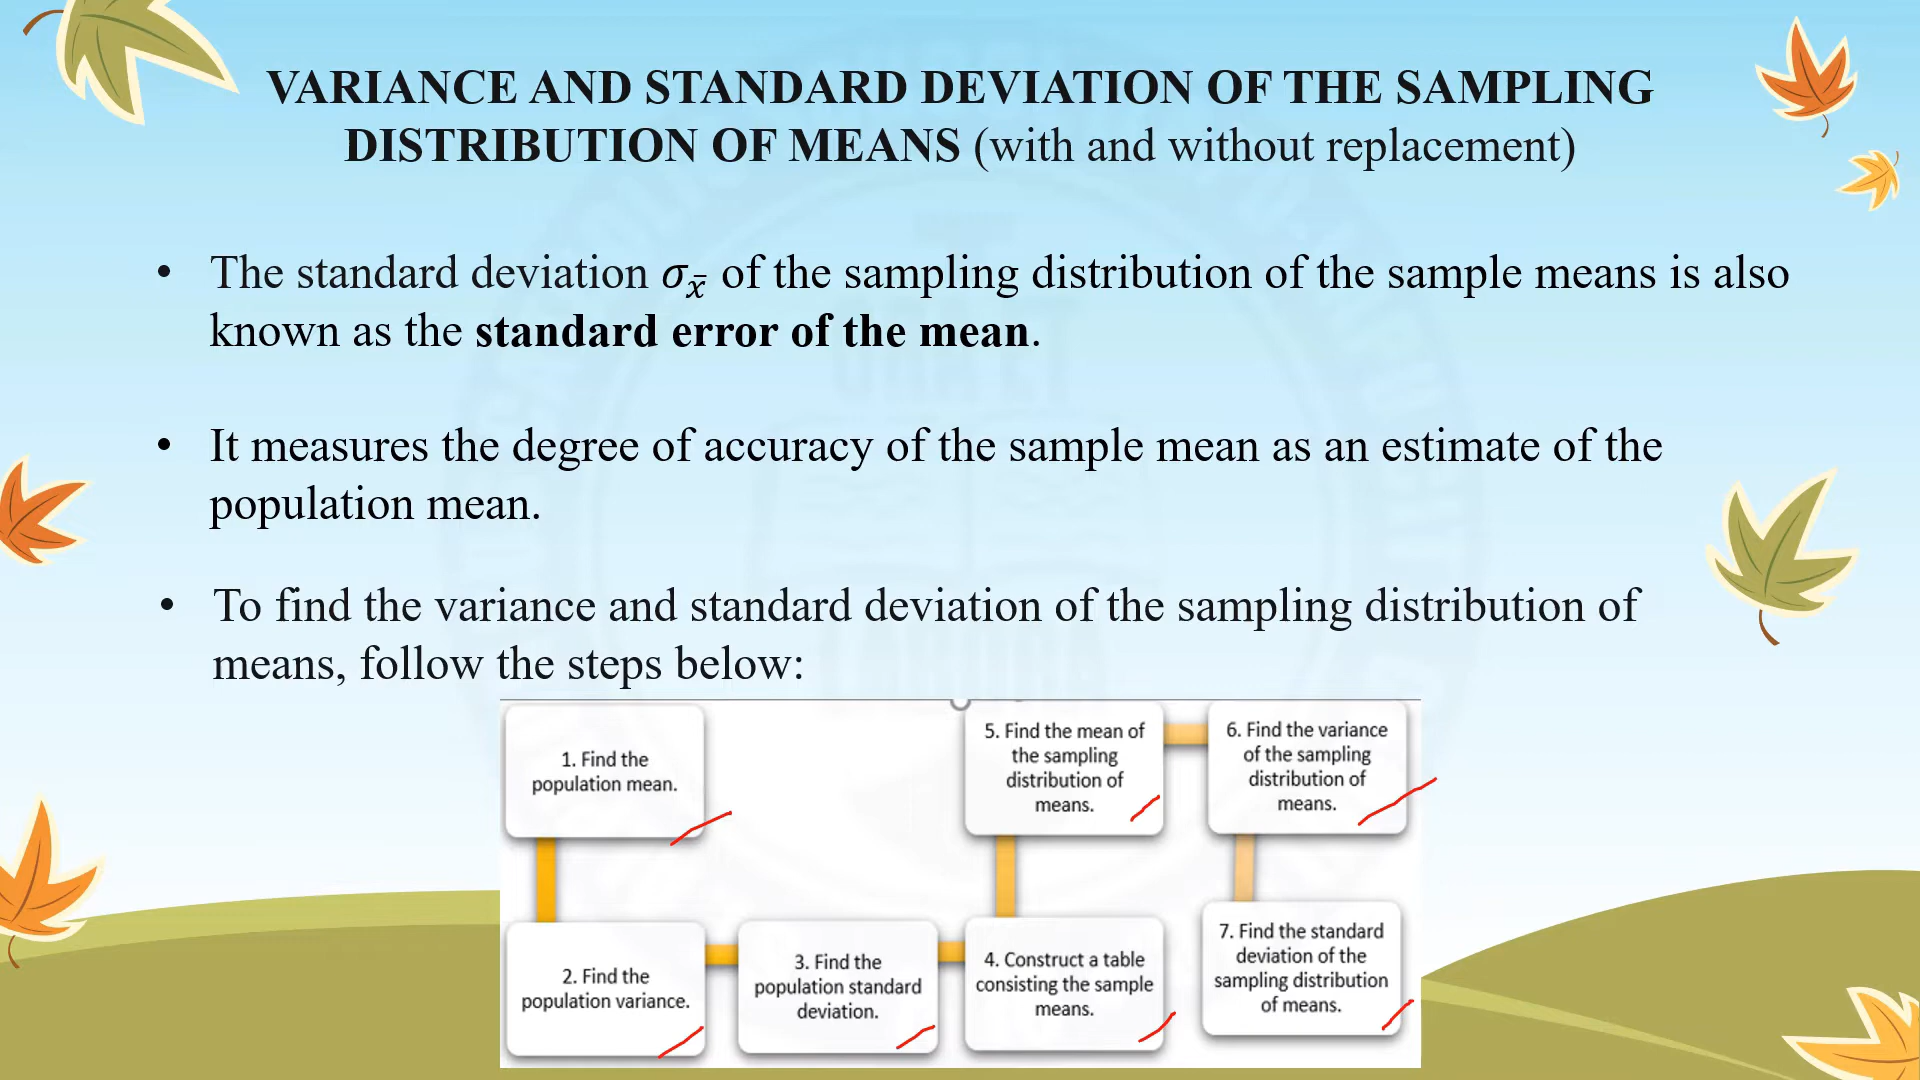 VARIANCE AND STANDARD DEVIATION OF THE SAMPLING
DISTRIBUTION OF MEANS (with and without replacement)
• The standard deviation σx̄ of the sampling distribution of the sample means is also
known as the standard error of the mean.
• It measures the degree of accuracy of the sample mean as an estimate of the
population mean.
• To find the variance and standard deviation of the sampling distribution of
means, follow the steps below:
1. Find the
population mean.
2. Find the
population variance.
3. Find the
population standard
deviation.
4. Construct a table
consisting the sample
means.
5. Find the mean of
the sampling
distribution of
means.
6. Find the variance
of the sampling
distribution of
means.
7. Find the standard
deviation of the
sampling distribution
of means.